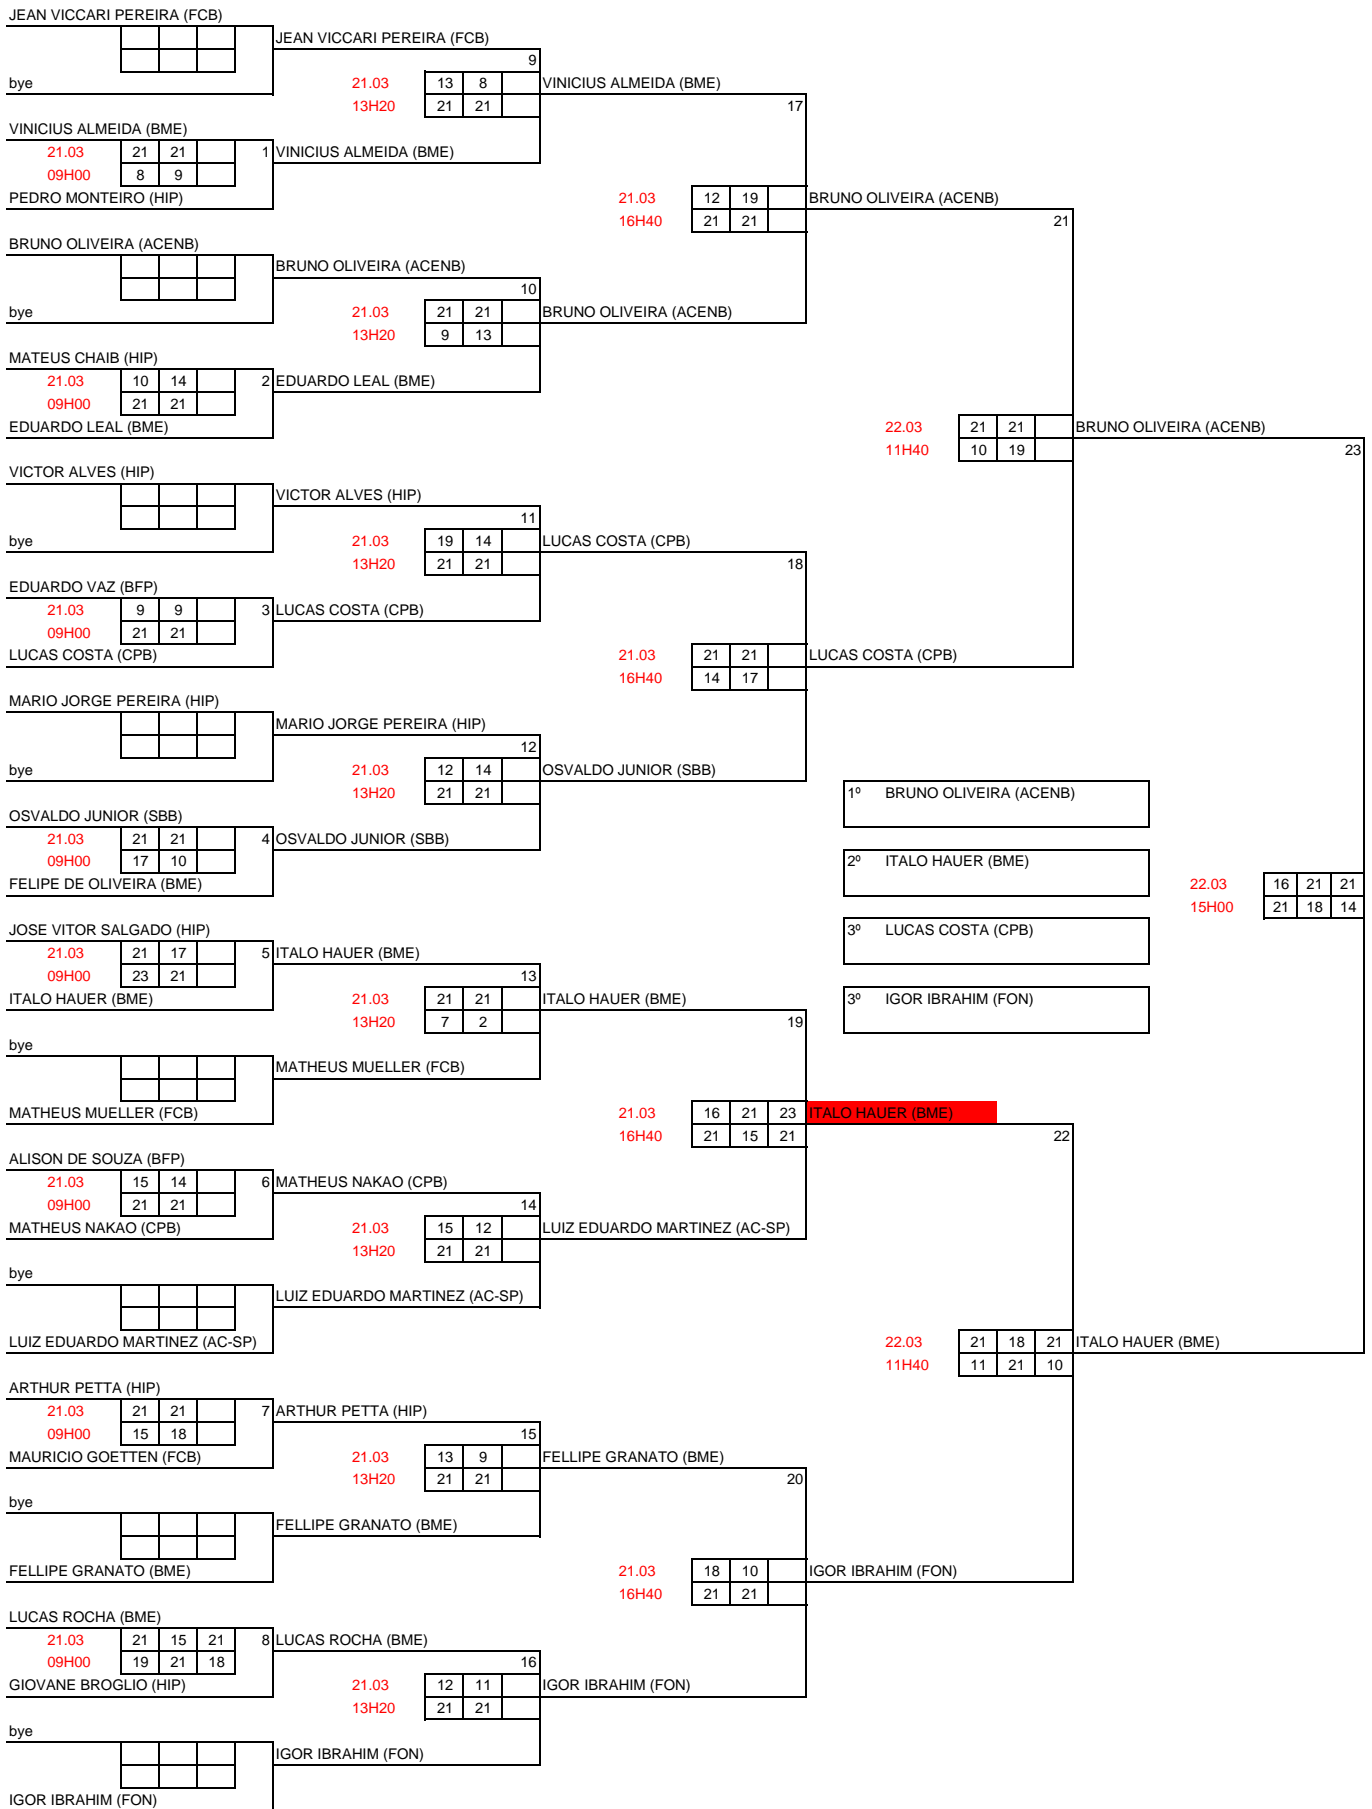 JEAN VICCARI PEREIRA (FCB)
JEAN VICCARI PEREIRA (FCB)
9
bye 21.03 13 8 VINICIUS ALMEIDA (BME)
13H20 21 21 17
VINICIUS ALMEIDA (BME)
21.03 21 21 1 VINICIUS ALMEIDA (BME)
09H00 8 9
PEDRO MONTEIRO (HIP) 21.03 12 19 BRUNO OLIVEIRA (ACENB)
16H40 21 21 21
BRUNO OLIVEIRA (ACENB)
BRUNO OLIVEIRA (ACENB)
10
bye 21.03 21 21 BRUNO OLIVEIRA (ACENB)
13H20 9 13
MATEUS CHAIB (HIP)
21.03 10 14 2 EDUARDO LEAL (BME)
09H00 21 21
EDUARDO LEAL (BME) 22.03 21 21 BRUNO OLIVEIRA (ACENB)
11H40 10 19 23
VICTOR ALVES (HIP)
VICTOR ALVES (HIP)
11
bye 21.03 19 14 LUCAS COSTA (CPB)
13H20 21 21 18
EDUARDO VAZ (BFP)
21.03 9 9 3 LUCAS COSTA (CPB)
09H00 21 21
LUCAS COSTA (CPB) 21.03 21 21 LUCAS COSTA (CPB)
16H40 14 17
MARIO JORGE PEREIRA (HIP)
MARIO JORGE PEREIRA (HIP)
12
bye 21.03 12 14 OSVALDO JUNIOR (SBB)
13H20 21 21 1º BRUNO OLIVEIRA (ACENB)
OSVALDO JUNIOR (SBB)
21.03 21 21 4 OSVALDO JUNIOR (SBB)
09H00 17 10 2º ITALO HAUER (BME)
FELIPE DE OLIVEIRA (BME) 22.03 16 21 21
15H00 21 18 14
JOSE VITOR SALGADO (HIP) 3º LUCAS COSTA (CPB)
21.03 21 17 5 ITALO HAUER (BME)
09H00 23 21 13
ITALO HAUER (BME) 21.03 21 21 ITALO HAUER (BME) 3º IGOR IBRAHIM (FON)
13H20 7 2 19
bye
MATHEUS MUELLER (FCB)
MATHEUS MUELLER (FCB) 21.03 16 21 23 ITALO HAUER (BME)
16H40 21 15 21 22
ALISON DE SOUZA (BFP)
21.03 15 14 6 MATHEUS NAKAO (CPB)
09H00 21 21 14
MATHEUS NAKAO (CPB) 21.03 15 12 LUIZ EDUARDO MARTINEZ (AC-SP)
13H20 21 21
bye
LUIZ EDUARDO MARTINEZ (AC-SP)
LUIZ EDUARDO MARTINEZ (AC-SP) 22.03 21 18 21 ITALO HAUER (BME)
11H40 11 21 10
ARTHUR PETTA (HIP)
21.03 21 21 7 ARTHUR PETTA (HIP)
09H00 15 18 15
MAURICIO GOETTEN (FCB) 21.03 13 9 FELLIPE GRANATO (BME)
13H20 21 21 20
bye
FELLIPE GRANATO (BME)
FELLIPE GRANATO (BME) 21.03 18 10 IGOR IBRAHIM (FON)
16H40 21 21
LUCAS ROCHA (BME)
21.03 21 15 21 8 LUCAS ROCHA (BME)
09H00 19 21 18 16
GIOVANE BROGLIO (HIP) 21.03 12 11 IGOR IBRAHIM (FON)
13H20 21 21
bye
IGOR IBRAHIM (FON)
IGOR IBRAHIM (FON)